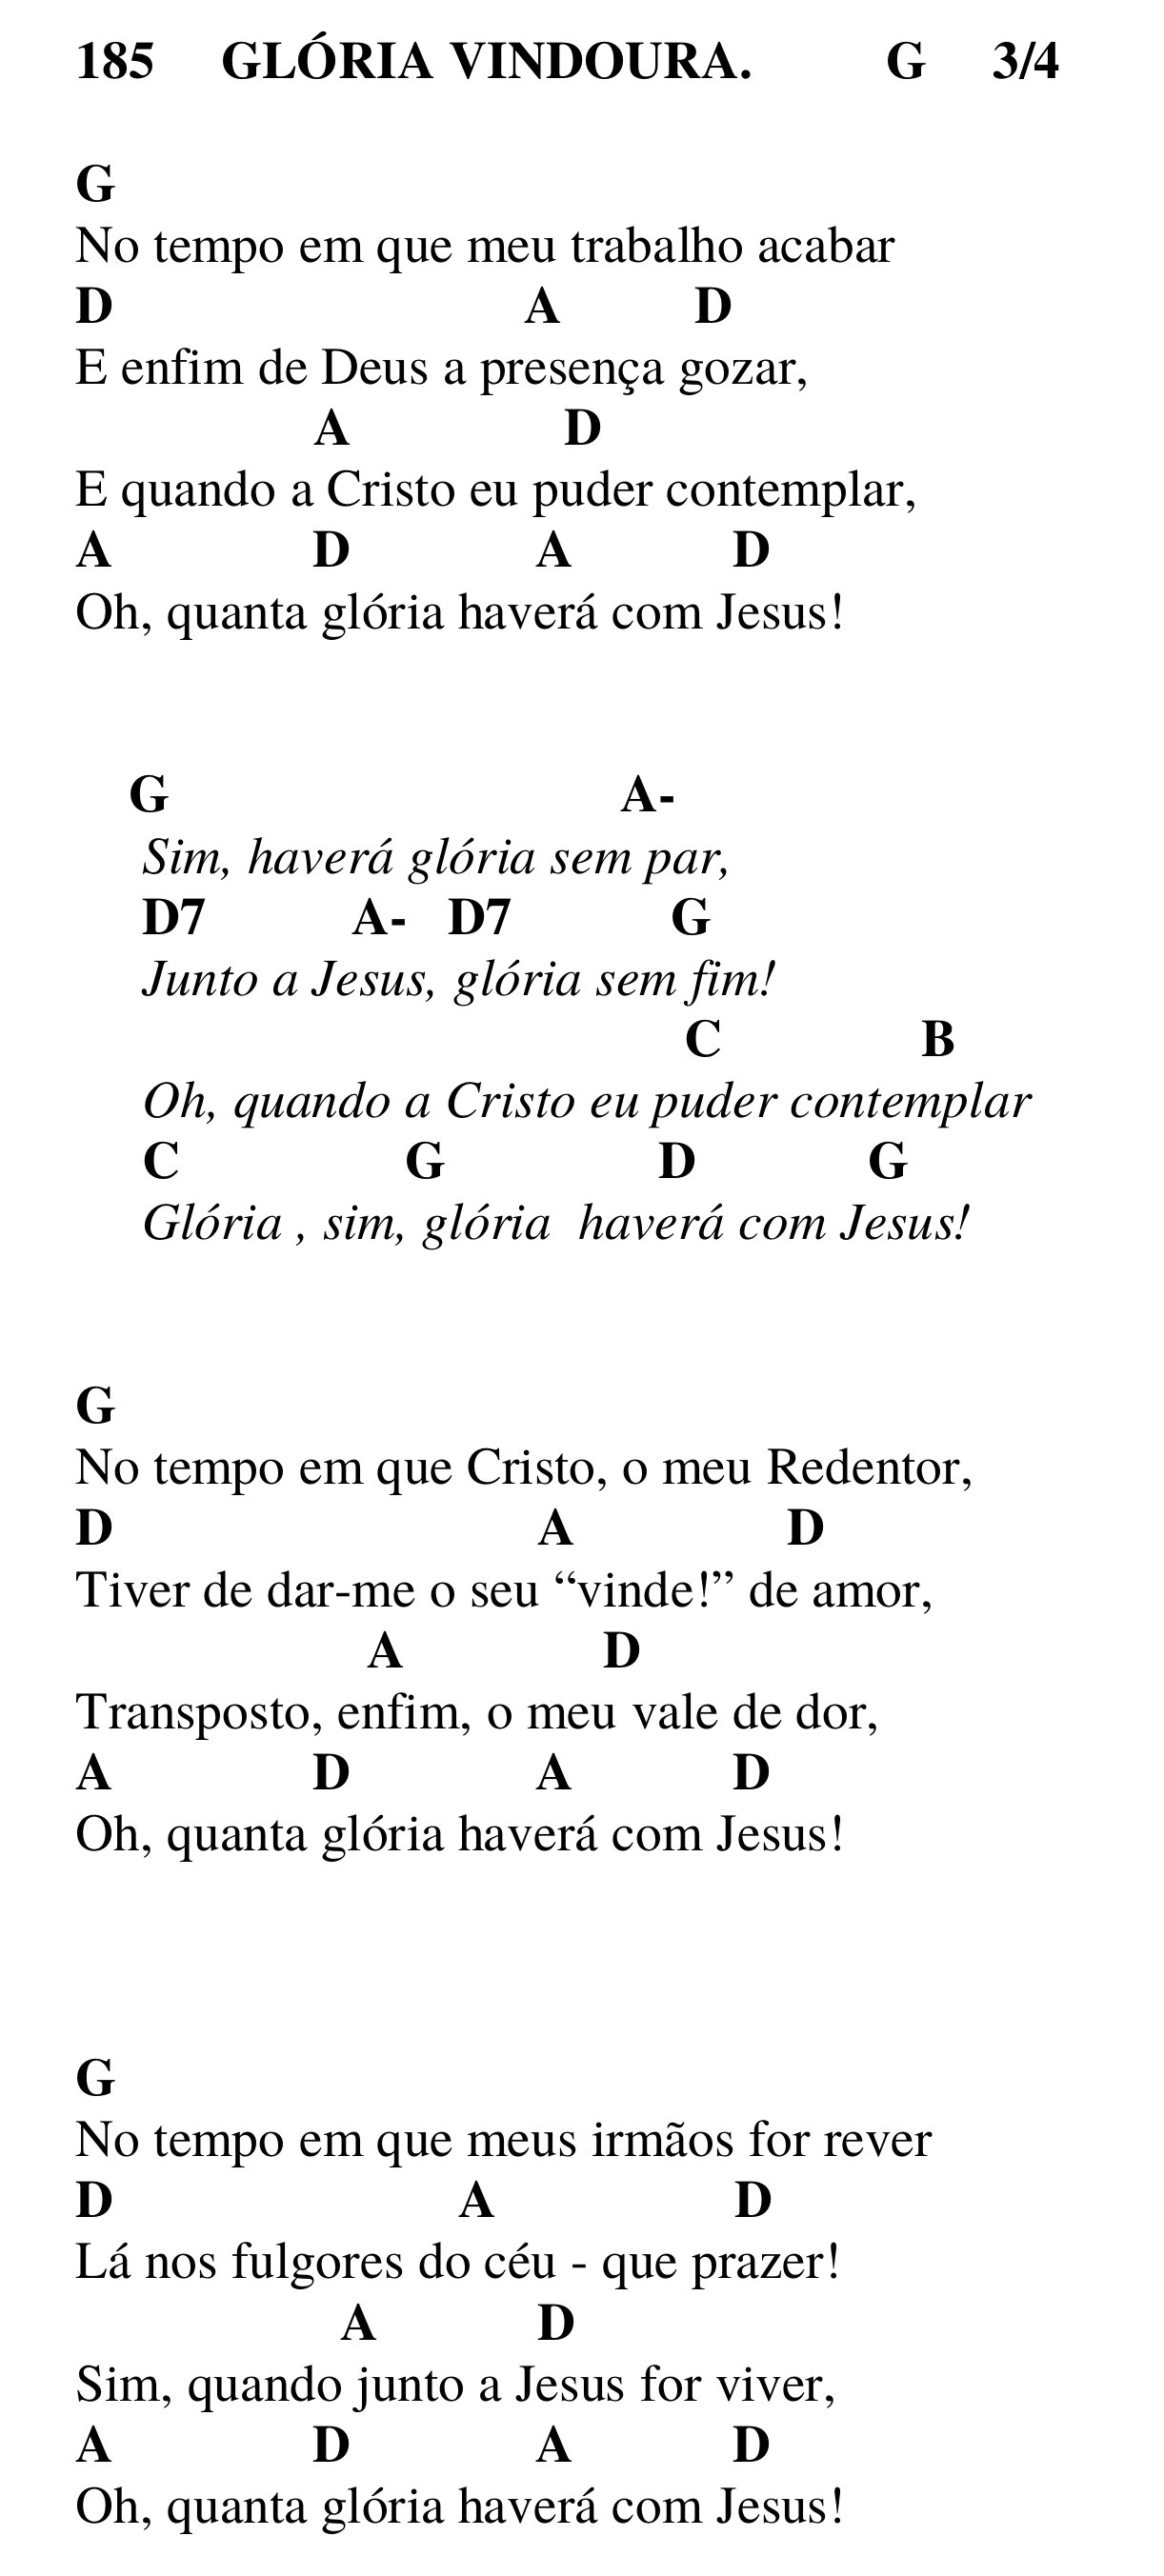 185 GLÓRIA VINDOURA. G 3/4
G
No tempo em que meu trabalho acabar
D A D
E enfim de Deus a presença gozar,
A D
E quando a Cristo eu puder contemplar,
A D A D
Oh, quanta glória haverá com Jesus!
G A-
Sim, haverá glória sem par,
D7 A- D7 G
Junto a Jesus, glória sem fim!
C B
Oh, quando a Cristo eu puder contemplar
C G D G
Glória , sim, glória  haverá com Jesus!
G
No tempo em que Cristo, o meu Redentor,
D A D
Tiver de dar-me o seu “vinde!” de amor,
A D
Transposto, enfim, o meu vale de dor,
A D A D
Oh, quanta glória haverá com Jesus!
G
No tempo em que meus irmãos for rever
D A D
Lá nos fulgores do céu - que prazer!
A D
Sim, quando junto a Jesus for viver,
A D A D
Oh, quanta glória haverá com Jesus!